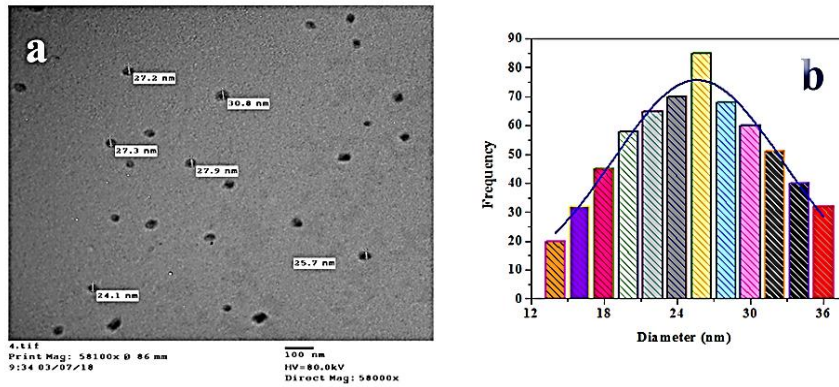 a
27.2 nm
30.8 nm
27.3 nm
27.9 nm
25.7 nm
24.1 nm
4.tif
Print Mag: 58100x @ 86 mm
9:34 03/07/18
100 nm
HV=80.0kV
Direct Mag: 58000x
b
90
80
70
60
50
40
30
20
10
0
Frequency
12 18 24 30 36
Diameter (nm)